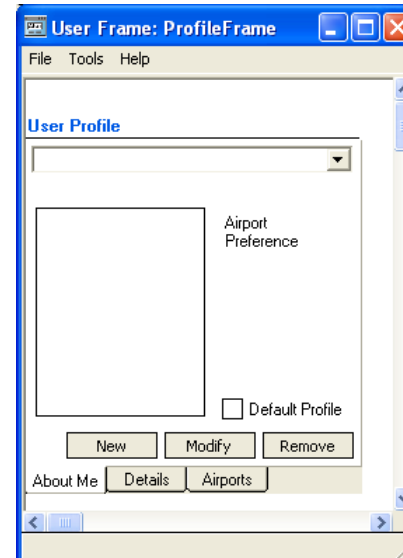 User Frame: ProfileFrame
File Tools Help
User Profile
Airport
Preference
Default Profile
New Modify Remove
About Me Details Airports